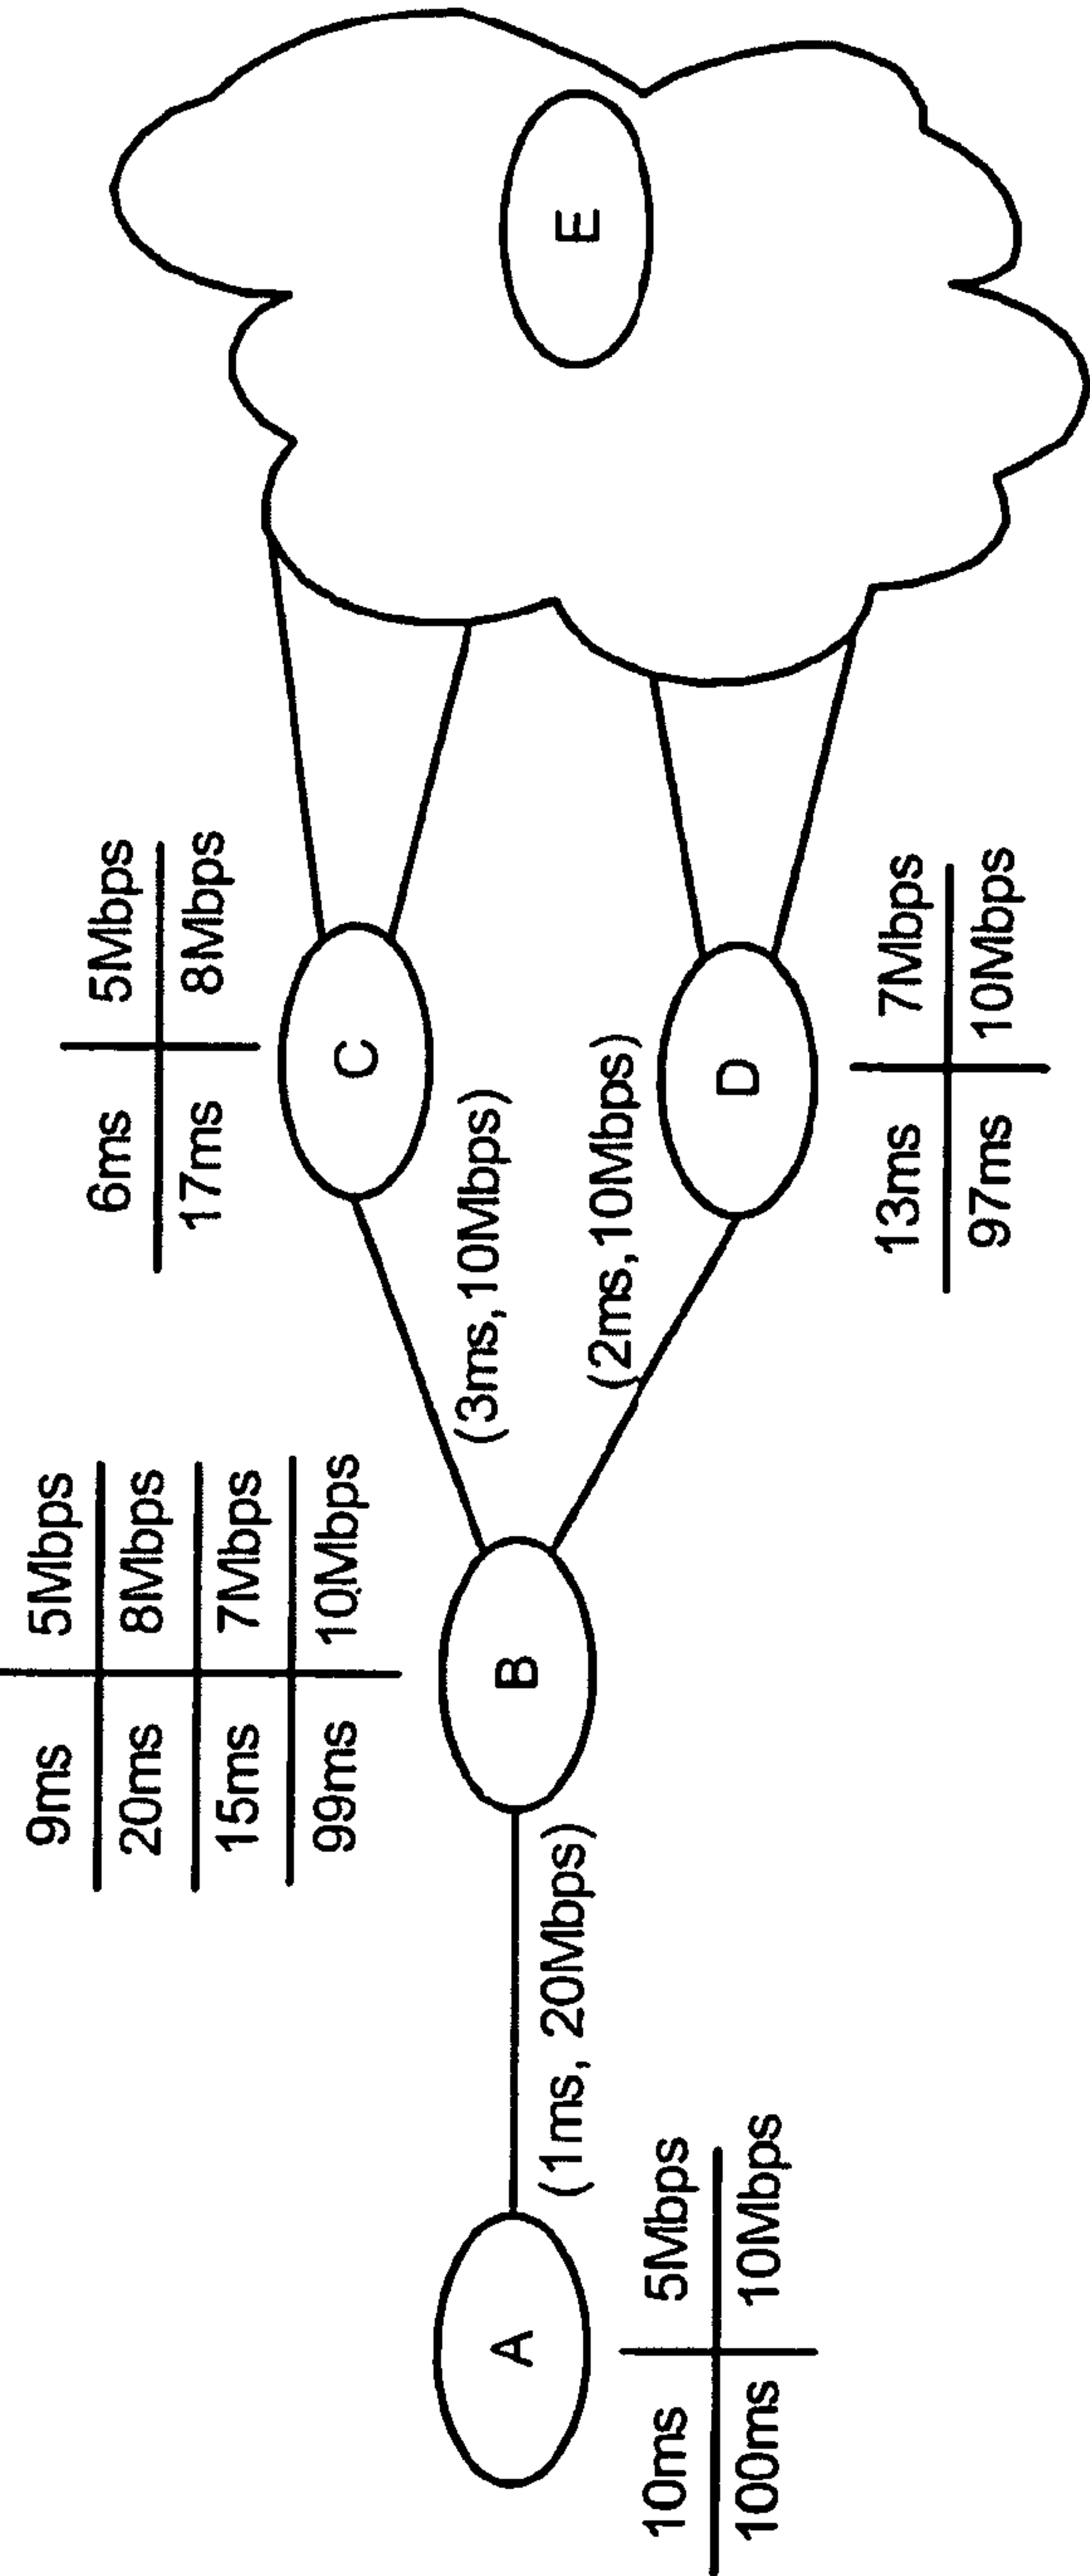 9ms 5Mbps
20ms 8Mbps
15ms 7Mbps
99ms 10Mbps
6ms 5Mbps
17ms 8Mbps
A
(1ms, 20Mbps)
B
(3ms,10Mbps)
(2ms,10Mbps)
C
D
E
10ms 5Mbps
100ms 10Mbps
13ms 7Mbps
97ms 10Mbps